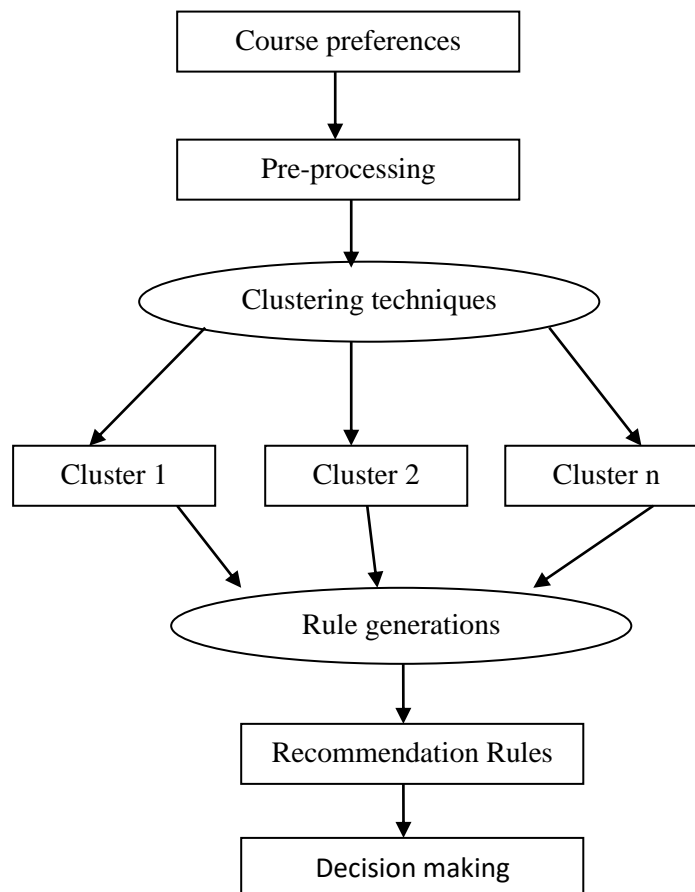 Course preferences
Pre-processing
Clustering techniques
Cluster 1
Cluster 2
Cluster n
Rule generations
Recommendation Rules
Decision making